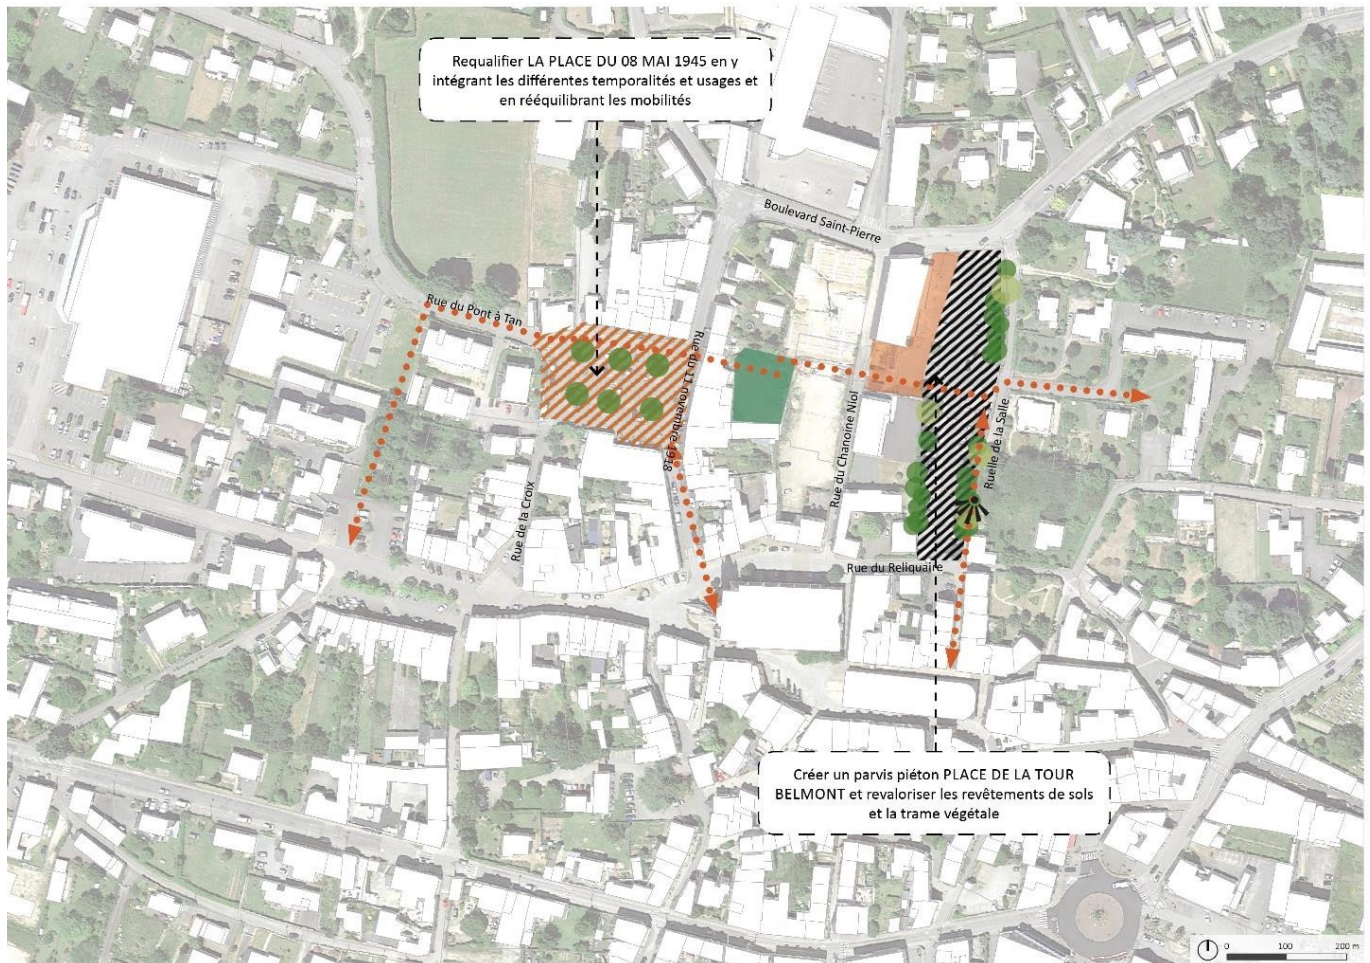 Requalifier LA PLACE DU 08 MAI 1945 en y
intégrant les différentes temporalités et usages et
en rééquilibrant les mobilités
Boulevard Saint-Pierre
Rue du Pont à Tan
Rue du 11 novembre 1918
Rue du Chanoine Niol
Ruelle de la Salle
Rue de la Croix
Rue du Reliquaire
Créer un parvis piéton PLACE DE LA TOUR
BELMONT et revaloriser les revêtements de sols
et la trame végétale
0 100 200 m